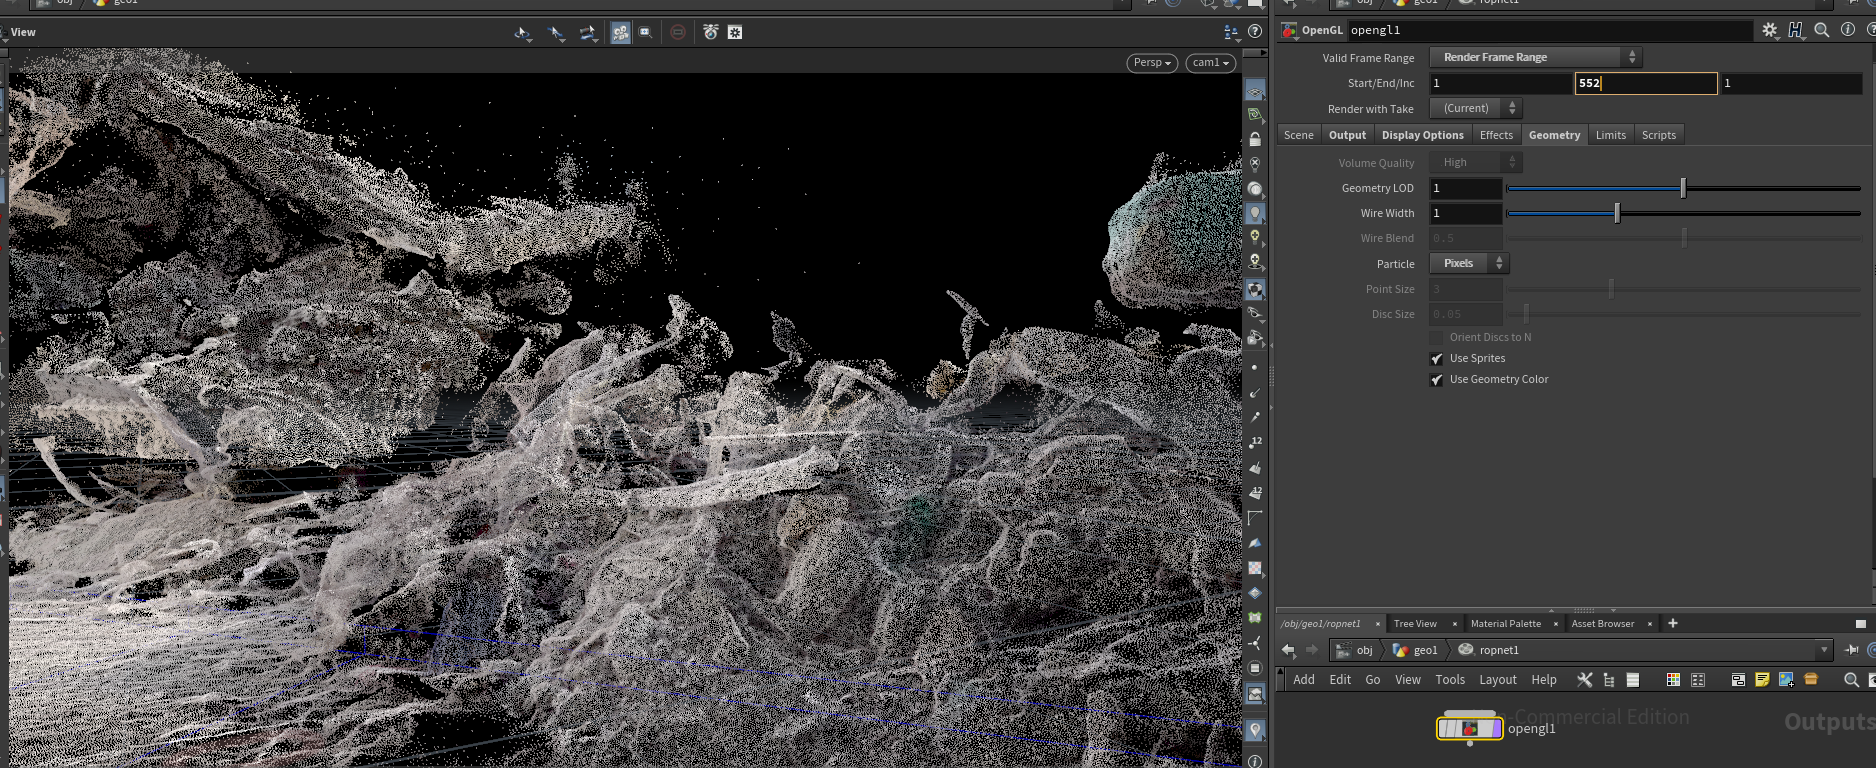 obj geo1
View
Persp cam1
12
12
obj geo1 ropnet1
OpenGL opengl1
Valid Frame Range Render Frame Range
Start/End/Inc 1 552 1
Render with Take (Current)
Scene Output Display Options Effects Geometry Limits Scripts
Volume Quality High
Geometry LOD 1
Wire Width 1
Wire Blend 0.5
Particle Pixels
Point Size 3
Disc Size 0.05
Orient Discs to N
Use Sprites
Use Geometry Color
/obj/geo1/ropnet1 × Tree View × Material Palette × Asset Browser × +
obj geo1 ropnet1
Add Edit Go View Tools Layout Help
-Commercial Edition
Outputs
opengl1